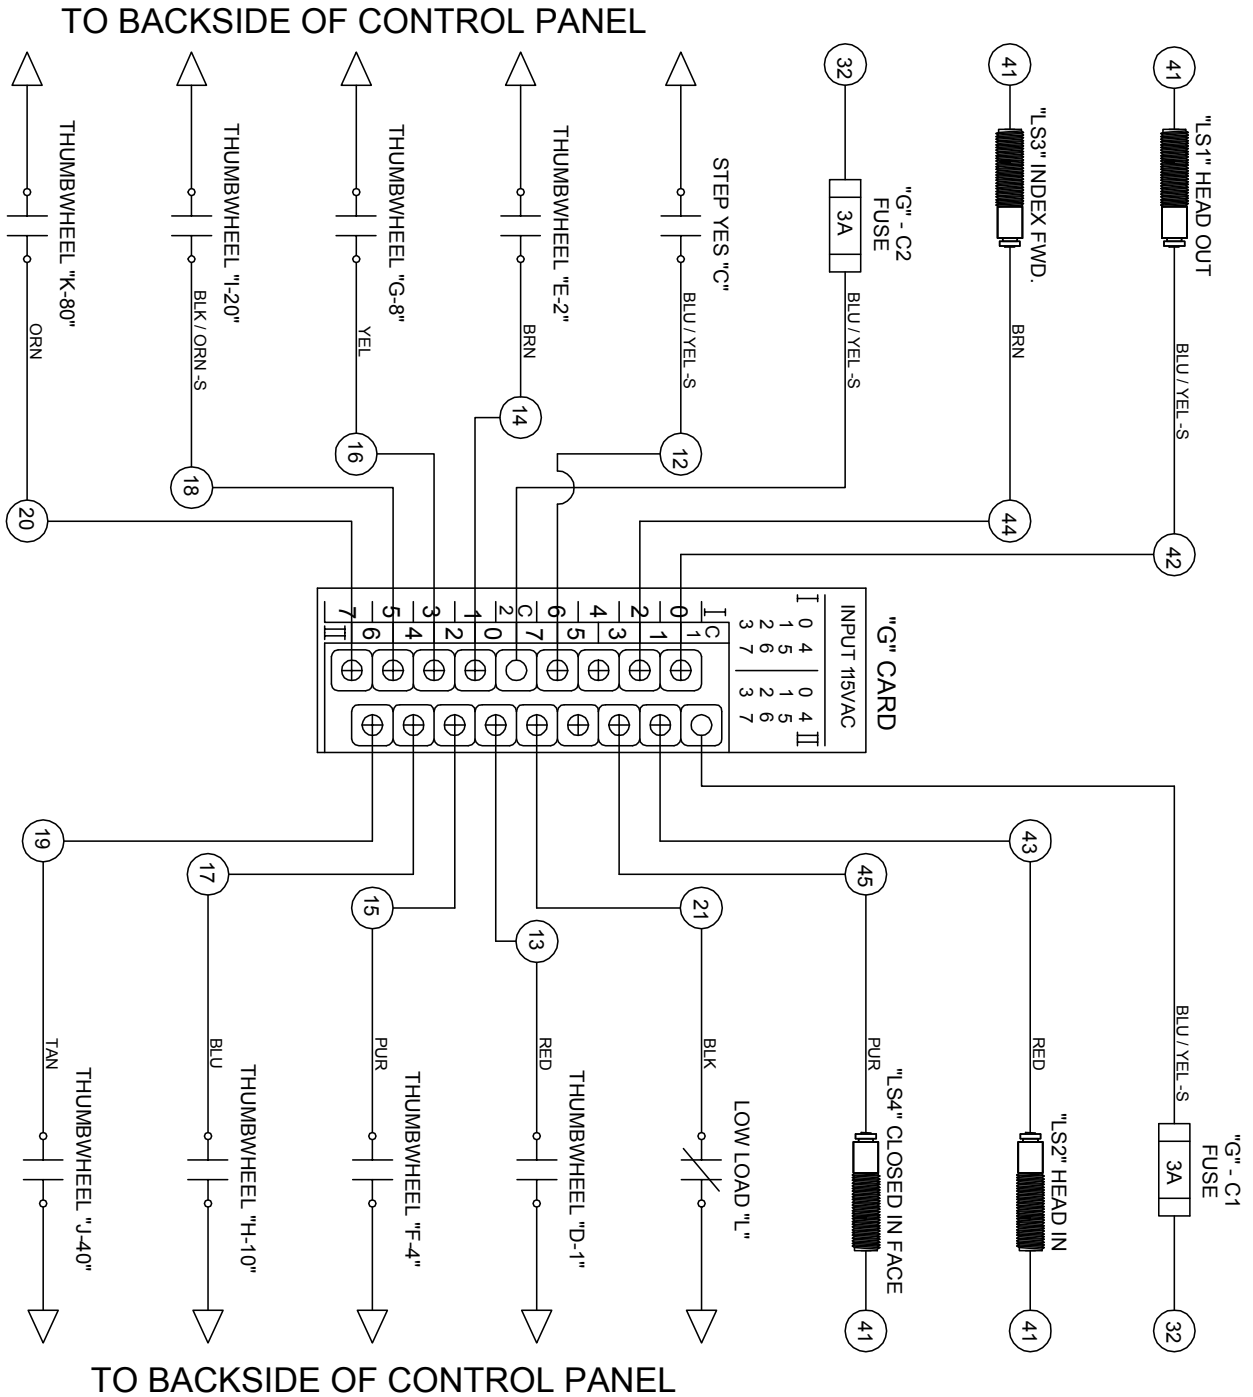 TO BACKSIDE OF CONTROL PANEL
41
"LS1" HEAD OUT
BLU / YEL -S
42
41
"LS3" INDEX FWD.
BRN
44
32
"G" - C2
FUSE
3A
BLU / YEL -S
STEP YES "C"
BLU / YEL -S
12
THUMBWHEEL "E-2"
BRN
14
THUMBWHEEL "G-8"
YEL
16
THUMBWHEEL "I-20"
BLK / ORN -S
18
THUMBWHEEL "K-80"
ORN
20
"G" CARD
INPUT 115VAC
I 0 4 0 4 II
1 5 1 5
2 6 2 6
3 7 3 7
I 0 2 4 6 C 2 1 3 5 7
C 1 1 3 5 7 0 2 4 6 II
BLU / YEL -S
"G" - C1
FUSE
3A
32
43
RED
"LS2" HEAD IN
41
45
PUR
"LS4" CLOSED IN FACE
41
21
BLK
LOW LOAD "L"
13
RED
THUMBWHEEL "D-1"
15
PUR
THUMBWHEEL "F-4"
17
BLU
THUMBWHEEL "H-10"
19
TAN
THUMBWHEEL "J-40"
TO BACKSIDE OF CONTROL PANEL